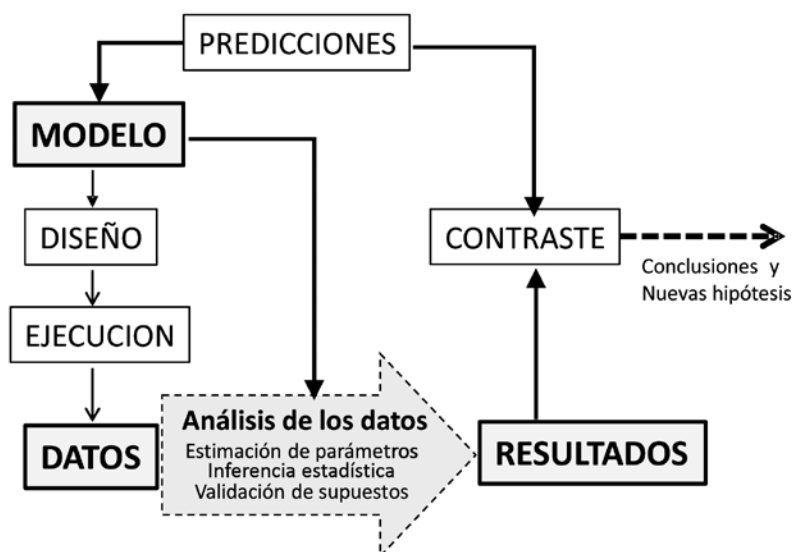 PREDICCIONES
MODELO
DISEÑO
CONTRASTE
Conclusiones y
Nuevas hipótesis
EJECUCION
Análisis de los datos
Estimación de parámetros
Inferencia estadística
Validación de supuestos
DATOS
RESULTADOS